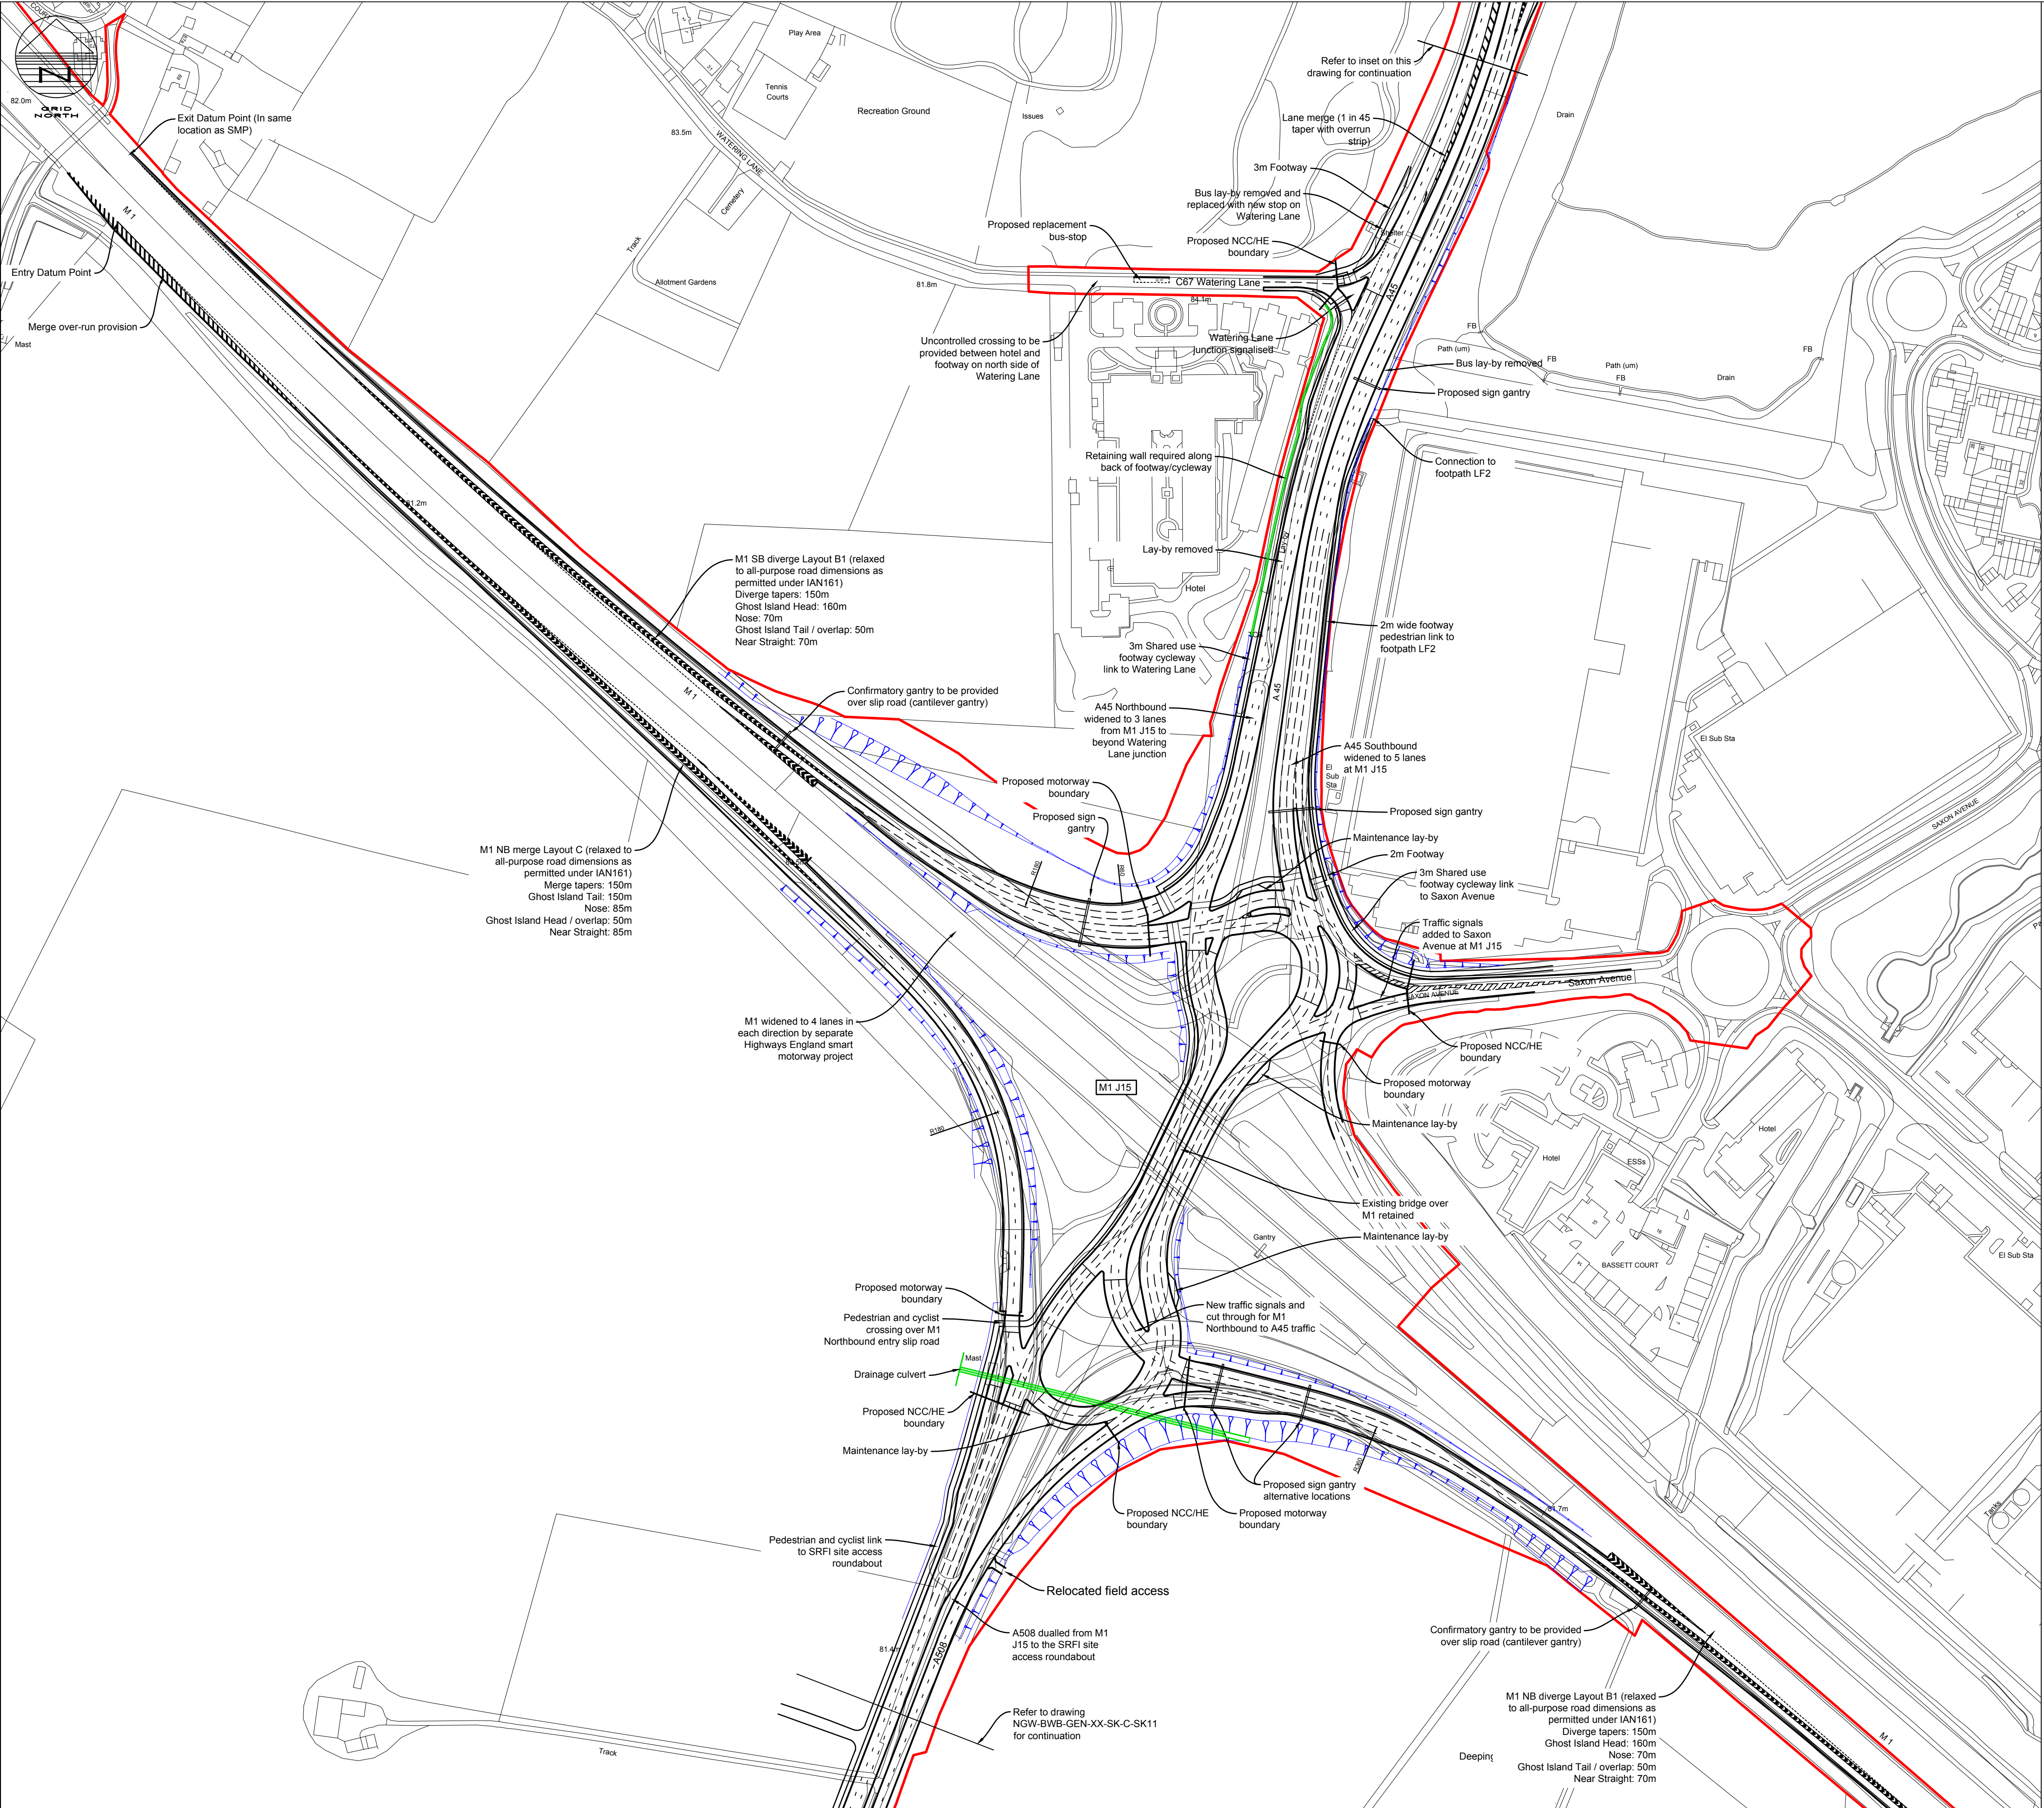 COURT
N
GRID
NORTH
82.0m
Exit Datum Point (In same
location as SMP)
M 1
Entry Datum Point
Merge over-run provision
Mast
Play Area
31
Tennis
Courts
Recreation Ground
Issues
83.5m
WATERING LANE
Cemetery
Track
Allotment Gardens
81.8m
Refer to inset on this
drawing for continuation
Lane merge (1 in 45
taper with overrun
strip)
3m Footway
Bus lay-by removed and
replaced with new stop on
Watering Lane
Shelter
Proposed replacement
bus-stop
Proposed NCC/HE
boundary
C67 Watering Lane
84.1m
A45
Drain
Uncontrolled crossing to be
provided between hotel and
footway on north side of
Watering Lane
Watering Lane
junction signalised
FB
Path (um)
FB
Path (um)
FB
Drain
FB
Bus lay-by removed
Proposed sign gantry
Retaining wall required along
back of footway/cycleway
Connection to
footpath LF2
81.2m
Lay-by removed
Lay-by
Hotel
M1 SB diverge Layout B1 (relaxed
to all-purpose road dimensions as
permitted under IAN161)
Diverge tapers: 150m
Ghost Island Head: 160m
Nose: 70m
Ghost Island Tail / overlap: 50m
Near Straight: 70m
2m wide footway
pedestrian link to
footpath LF2
3m Shared use
footway cycleway
link to Watering Lane
A 45
M 1
Confirmatory gantry to be provided
over slip road (cantilever gantry)
A45 Northbound
widened to 3 lanes
from M1 J15 to
beyond Watering
Lane junction
A45 Southbound
widened to 5 lanes
at M1 J15
El
Sub
Sta
El Sub Sta
Proposed motorway
boundary
Proposed sign
gantry
Proposed sign gantry
Maintenance lay-by
2m Footway
3m Shared use
footway cycleway link
to Saxon Avenue
SAXON AVENUE
R180
R80
M1 NB merge Layout C (relaxed to
all-purpose road dimensions as
permitted under IAN161)
Merge tapers: 150m
Ghost Island Tail: 150m
Nose: 85m
Ghost Island Head / overlap: 50m
Near Straight: 85m
Traffic signals
added to Saxon
Avenue at M1 J15
Saxon Avenue
SAXON AVENUE
M1 widened to 4 lanes in
each direction by separate
Highways England smart
motorway project
Proposed NCC/HE
boundary
M1 J15
Proposed motorway
boundary
Maintenance lay-by
R180
Hotel
Hotel
ESSs
Existing bridge over
M1 retained
Gantry
Maintenance lay-by
BASSETT COURT
El Sub Sta
Proposed motorway
boundary
Pedestrian and cyclist
crossing over M1
Northbound entry slip road
New traffic signals and
cut through for M1
Northbound to A45 traffic
Mast
Drainage culvert
Proposed NCC/HE
boundary
Maintenance lay-by
R360
Proposed sign gantry
alternative locations
Proposed NCC/HE
boundary
Proposed motorway
boundary
81.7m
Tanks
Pedestrian and cyclist link
to SRFI site access
roundabout
Relocated field access
A508 dualled from M1
J15 to the SRFI site
access roundabout
81.4m
A508
Confirmatory gantry to be provided
over slip road (cantilever gantry)
Refer to drawing
NGW-BWB-GEN-XX-SK-C-SK11
for continuation
Track
M1 NB diverge Layout B1 (relaxed
to all-purpose road dimensions as
permitted under IAN161)
Diverge tapers: 150m
Ghost Island Head: 160m
Nose: 70m
Ghost Island Tail / overlap: 50m
Near Straight: 70m
M 1